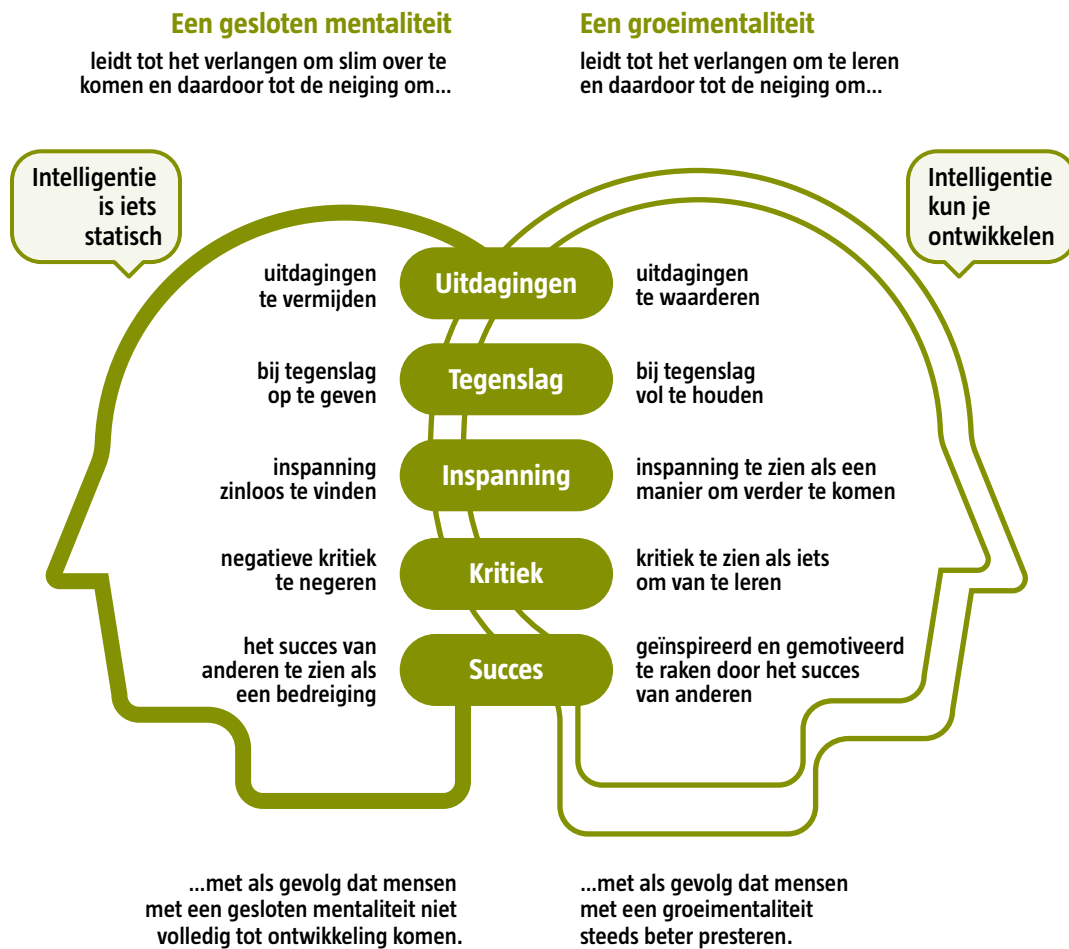 Een gesloten mentaliteit
leidt tot het verlangen om slim over te
komen en daardoor tot de neiging om...
Een groeimentaliteit
leidt tot het verlangen om te leren
en daardoor tot de neiging om...
Intelligentie
is iets
statisch
Intelligentie
kun je
ontwikkelen
uitdagingen
te vermijden
Uitdagingen
uitdagingen
te waarderen
bij tegenslag
op te geven
Tegenslag
bij tegenslag
vol te houden
inspanning
zinloos te vinden
Inspanning
inspanning te zien als een
manier om verder te komen
negatieve kritiek
te negeren
Kritiek
kritiek te zien als iets
om van te leren
het succes van
anderen te zien als
een bedreiging
Succes
geïnspireerd en gemotiveerd
te raken door het succes
van anderen
...met als gevolg dat mensen
met een gesloten mentaliteit niet
volledig tot ontwikkeling komen.
...met als gevolg dat mensen
met een groeimentaliteit
steeds beter presteren.